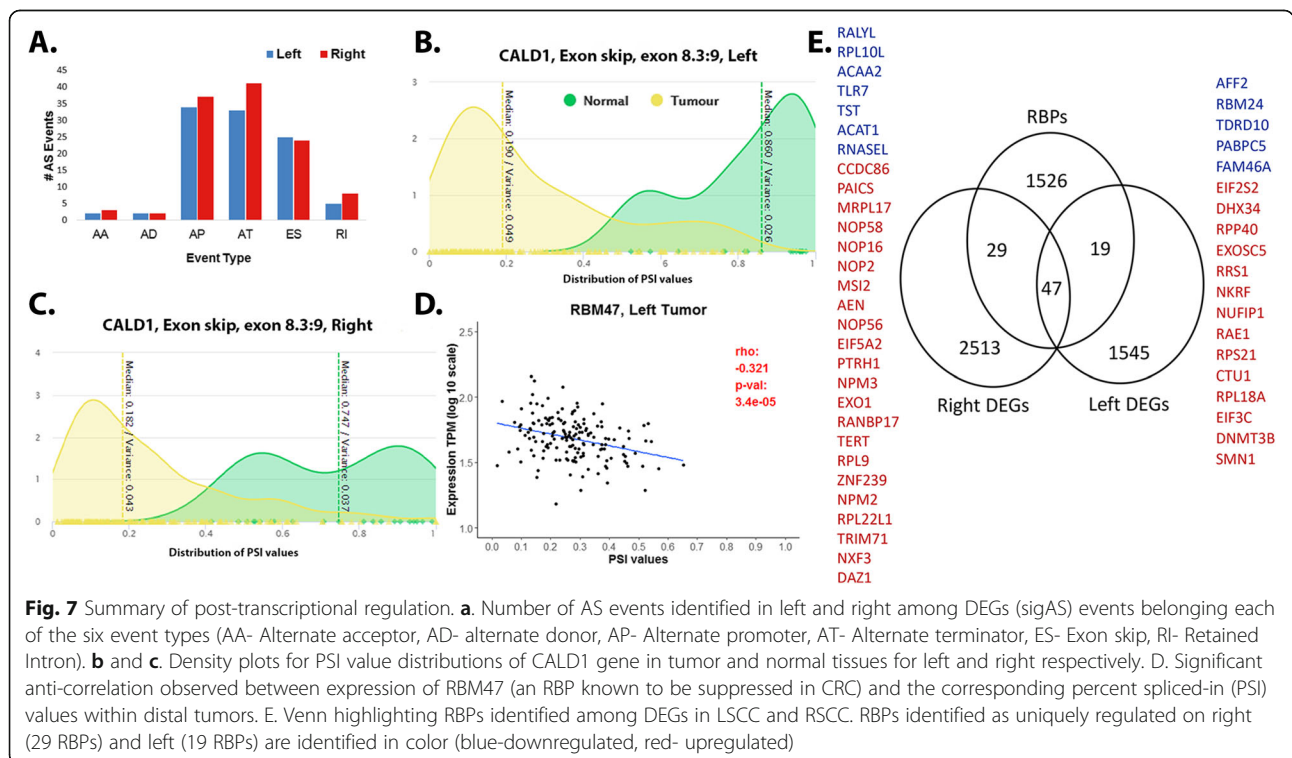 A.
Left Right
45
40
35
30
25
20
15
10
5
0
# AS Events
AA AD AP AT ES RI
Event Type
B.
CALD1, Exon skip, exon 8.3:9, Left
Normal Tumour
3
2
1
0
Median: 0.190 / Variance: 0.049
Median: 0.860 / Variance: 0.026
0 0.2 0.4 0.6 0.8 1
Distribution of PSI values
C.
CALD1, Exon skip, exon 8.3:9, Right
4
3
2
1
0
Median: 0.182 / Variance: 0.043
Median: 0.747 / Variance: 0.037
0 0.2 0.4 0.6 0.8 1
Distribution of PSI values
D.
RBM47, Left Tumor
rho:
-0.321
p-val:
3.4e-05
2.5
2.0
1.5
1.0
Expression TPM (log 10 scale)
0.0 0.1 0.2 0.3 0.4 0.5 0.6 0.7 0.8 0.9 1.0
PSI values
E.
RALYL
RPL10L
ACAA2
TLR7
TST
ACAT1
RNASEL
CCDC86
PAICS
MRPL17
NOP58
NOP16
NOP2
MSI2
AEN
NOP56
EIF5A2
PTRH1
NPM3
EXO1
RANBP17
TERT
RPL9
ZNF239
NPM2
RPL22L1
TRIM71
NXF3
DAZ1
RBPs
1526
29
19
47
2513
1545
Right DEGs
Left DEGs
AFF2
RBM24
TDRD10
PABPC5
FAM46A
EIF2S2
DHX34
RPP40
EXOSC5
RRS1
NKRF
NUFIP1
RAE1
RPS21
CTU1
RPL18A
EIF3C
DNMT3B
SMN1
Fig. 7 Summary of post-transcriptional regulation. a. Number of AS events identified in left and right among DEGs (sigAS) events belonging each
of the six event types (AA- Alternate acceptor, AD- alternate donor, AP- Alternate promoter, AT- Alternate terminator, ES- Exon skip, RI- Retained
Intron). b and c. Density plots for PSI value distributions of CALD1 gene in tumor and normal tissues for left and right respectively. D. Significant
anti-correlation observed between expression of RBM47 (an RBP known to be suppressed in CRC) and the corresponding percent spliced-in (PSI)
values within distal tumors. E. Venn highlighting RBPs identified among DEGs in LSCC and RSCC. RBPs identified as uniquely regulated on right
(29 RBPs) and left (19 RBPs) are identified in color (blue-downregulated, red- upregulated)